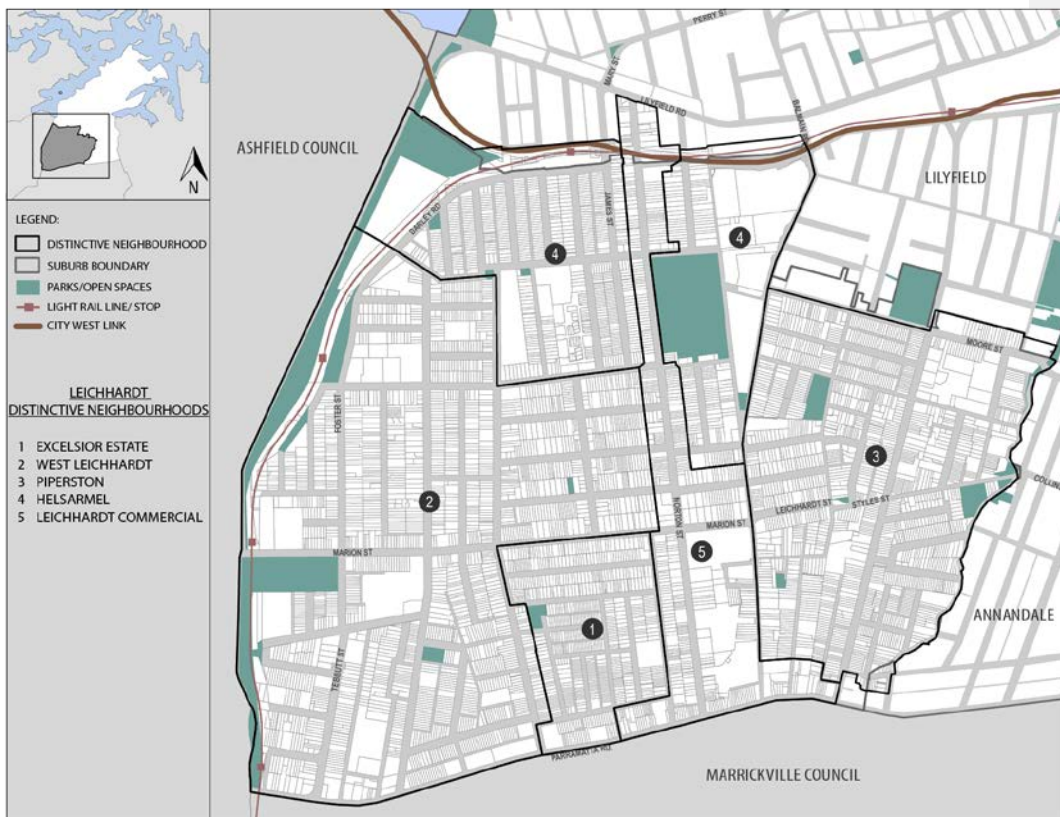 PERRY ST
MARY ST
LILYFIELD RD
ASHFIELD COUNCIL
LILYFIELD
N
LEGEND:
DISTINCTIVE NEIGHBOURHOOD
SUBURB BOUNDARY
PARKS/OPEN SPACES
LIGHT RAIL LINE/ STOP
CITY WEST LINK
DARLEY RD
JAMES ST
4
4
MOORE ST
LEICHHARDT
DISTINCTIVE NEIGHBOURHOODS
1 EXCELSIOR ESTATE
2 WEST LEICHHARDT
3 PIPERSTON
4 HELSARMEL
5 LEICHHARDT COMMERCIAL
FOSTER ST
3
2
NORTON ST
LEICHHARDT ST
STYLES ST
MARION ST
MARION ST
5
1
ANNANDALE
TEBBUTT ST
PARRAMATTA RD
MARRICKVILLE COUNCIL